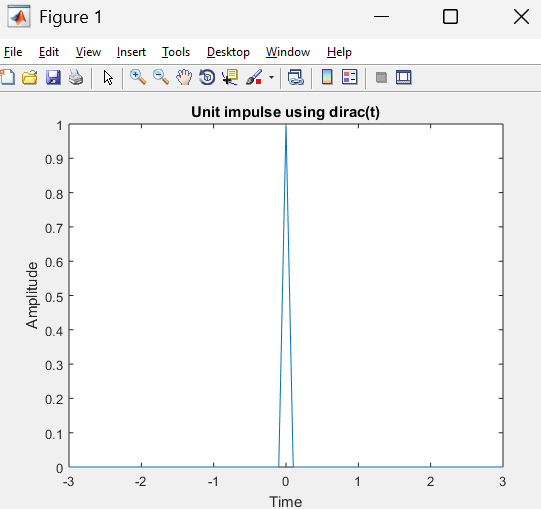 Figure 1
File Edit View Insert Tools Desktop Window Help
Unit impulse using dirac(t)
1
0.9
0.8
0.7
0.6
0.5
0.4
0.3
0.2
0.1
0
Amplitude
-3 -2 -1 0 1 2 3
Time